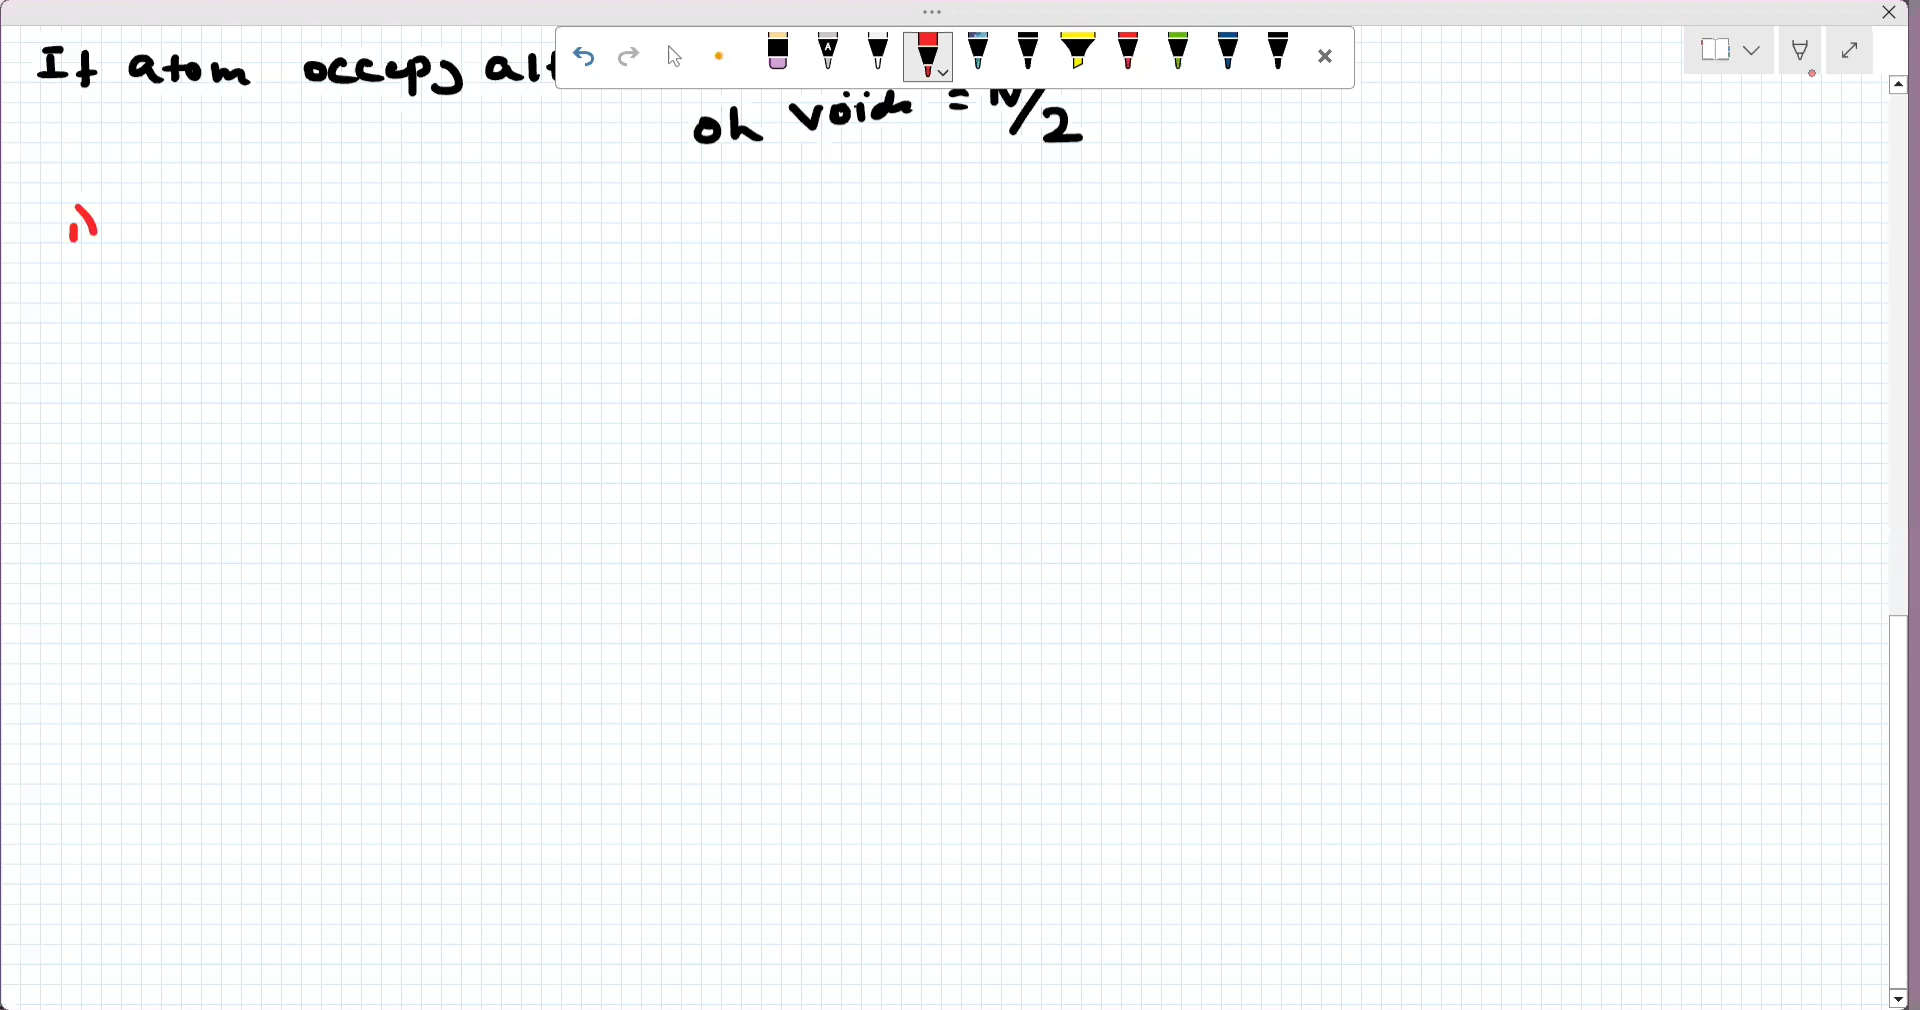 If atom occupy alt
oh voids = N/2
i)